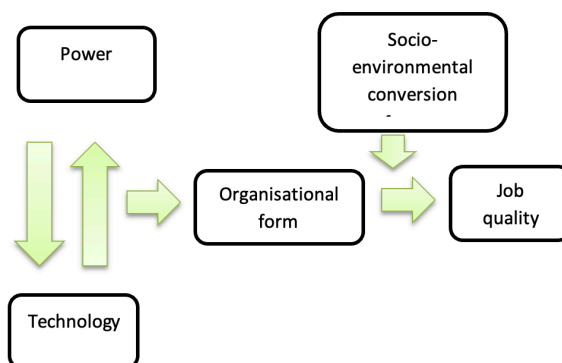 Power
Socio-
environmental
conversion
Organisational
form
Job
quality
Technology